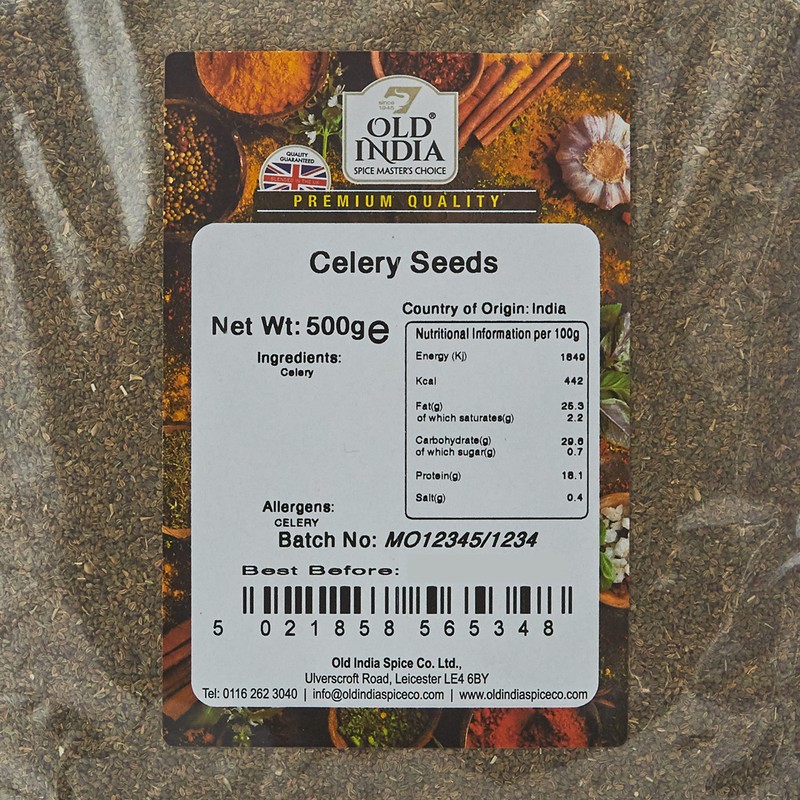 since
1945
OLD®
INDIA
SPICE MASTER'S CHOICE
QUALITY
GUARANTEED
BLENDED IN THE UK
PREMIUM QUALITY
Celery Seeds
Country of Origin: India
Net Wt: 500g e
Ingredients:
Celery
Nutritional Information per 100g
Energy (Kj) 1849
Kcal 442
Fat(g) 25.3
of which saturates(g) 2.2
Carbohydrate(g) 29.6
of which sugar(g) 0.7
Protein(g) 18.1
Salt(g) 0.4
Allergens:
CELERY
Batch No: MO12345/1234
Best Before:
5 021858 565348
Old India Spice Co. Ltd.,
Ulverscroft Road, Leicester LE4 6BY
Tel: 0116 262 3040 | info@oldindiaspiceco.com | www.oldindiaspiceco.com